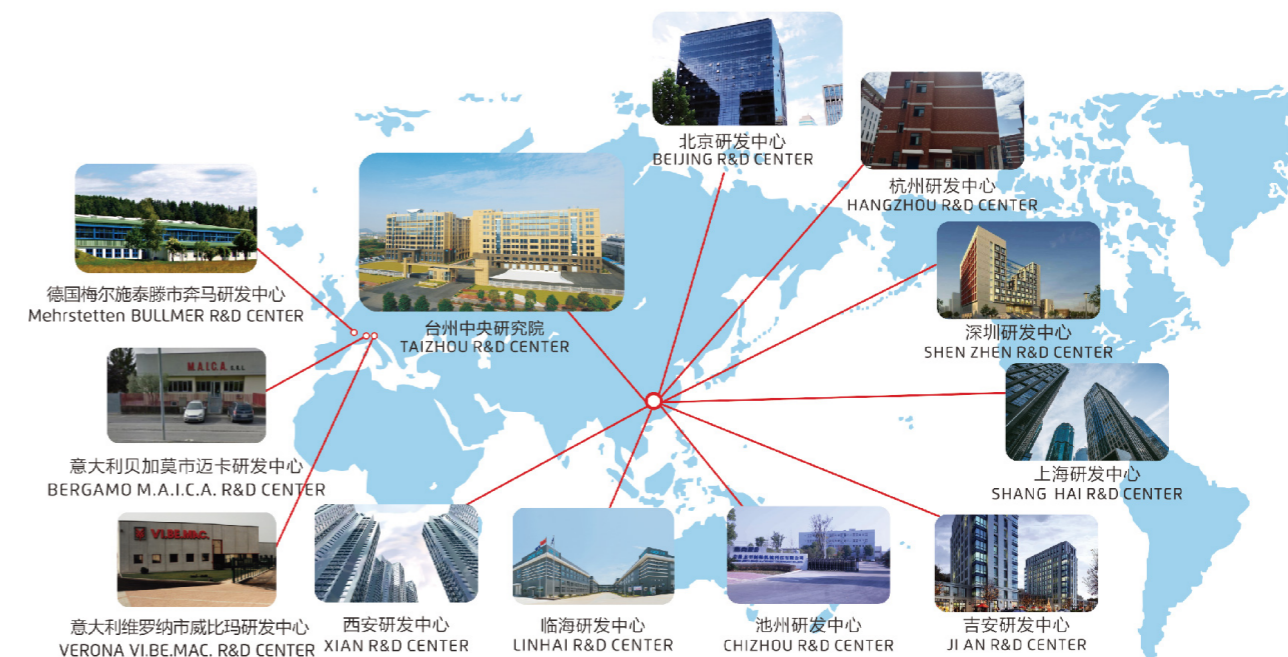 北京研发中心
BEIJING R&D CENTER
杭州研发中心
HANGZHOU R&D CENTER
德国梅尔施泰滕市奔马研发中心
Mehrstetten BULLMER R&D CENTER
台州中央研究院
TAIZHOU R&D CENTER
深圳研发中心
SHEN ZHEN R&D CENTER
M.A.I.C.A. S.R.L.
意大利贝加莫市迈卡研发中心
BERGAMO M.A.I.C.A. R&D CENTER
上海研发中心
SHANG HAI R&D CENTER
VI.BE.MAC.
意大利维罗纳市威比玛研发中心
VERONA VI.BE.MAC. R&D CENTER
西安研发中心
XIAN R&D CENTER
临海研发中心
LINHAI R&D CENTER
池州研发中心
CHIZHOU R&D CENTER
吉安研发中心
JI AN R&D CENTER